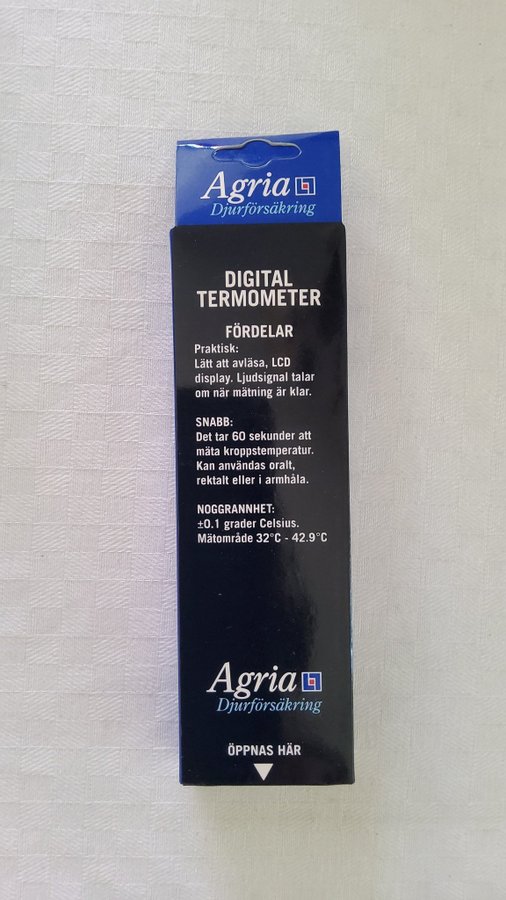 Agria
Djurförsäkring
DIGITAL
TERMOMETER
FÖRDELAR
Praktisk:
Lätt att avläsa, LCD
display. Ljudsignal talar
om när mätning är klar.
SNABB:
Det tar 60 sekunder att
mäta kroppstemperatur.
Kan användas oralt,
rektalt eller i armhåla.
NOGGRANNHET:
±0.1 grader Celsius.
Mätområde 32°C - 42.9°C
Agria
Djurförsäkring
ÖPPNAS HÄR